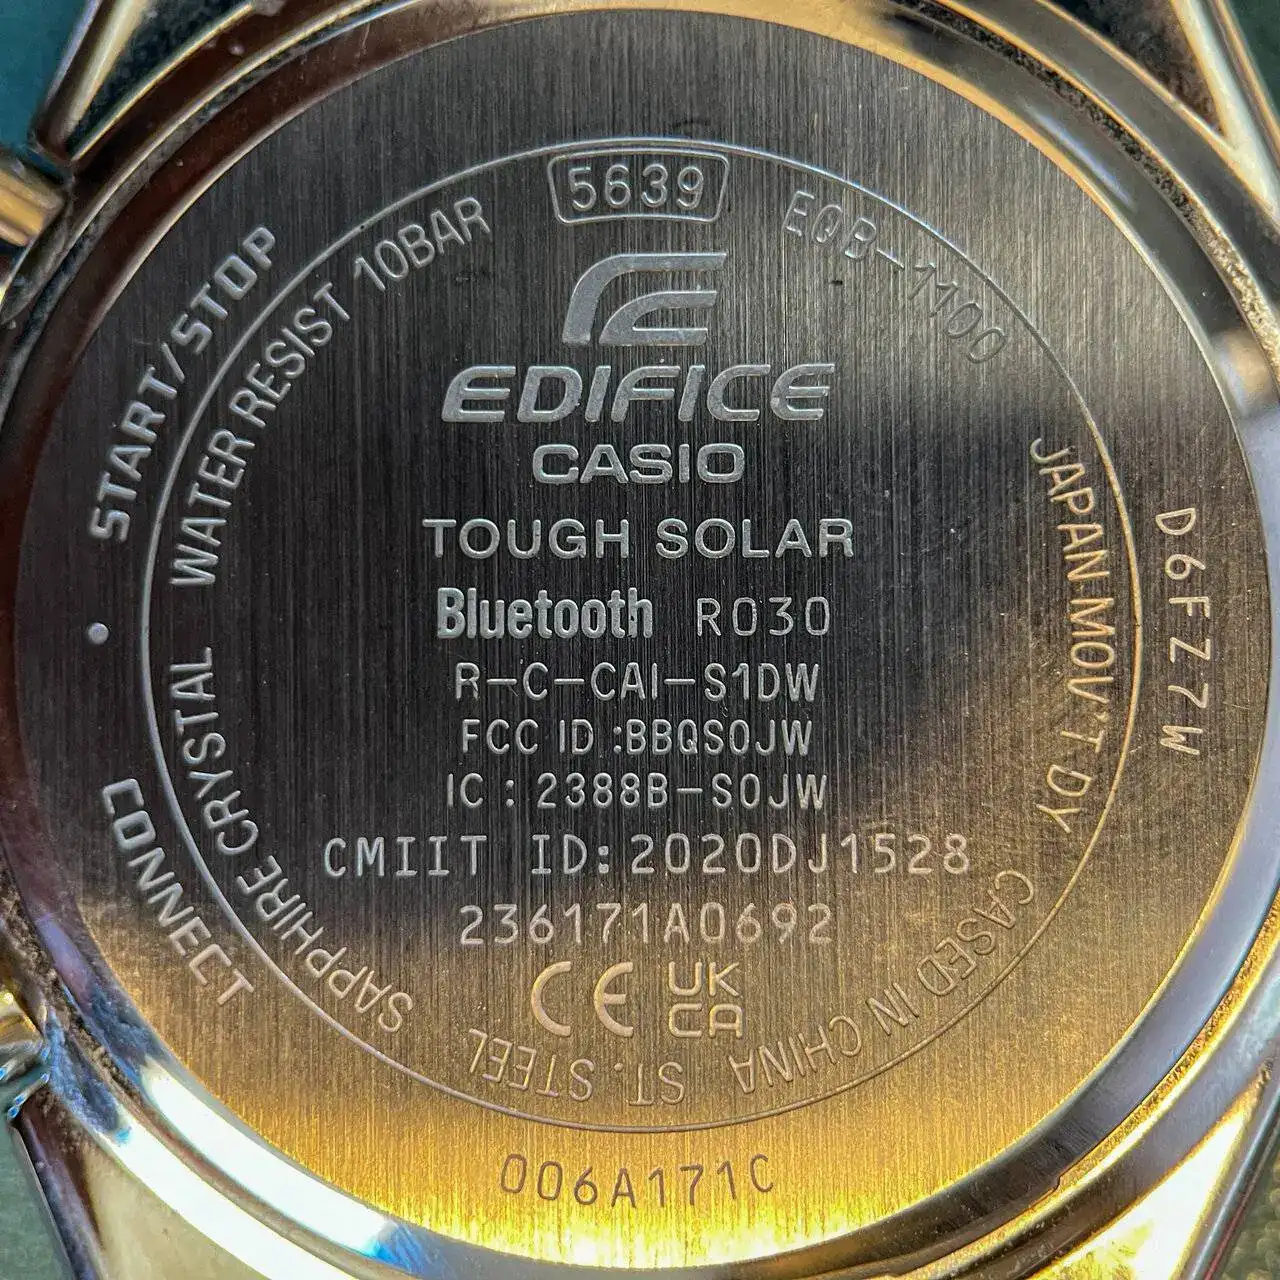 5639
EQB-1100
EDIFICE
CASIO
TOUGH SOLAR
Bluetooth R030
R-C-CAI-S1DW
FCC ID :BBQS0JW
IC : 2388B-S0JW
CMIIT ID:2020DJ1528
236171A0692
CE UK CA
JAPAN MOV'T DY
CASED IN CHINA
ST. STEEL
SAPPHIRE CRYSTAL
WATER RESIST 10BAR
START/STOP
CONNECT
D6FZ7W
006A171C